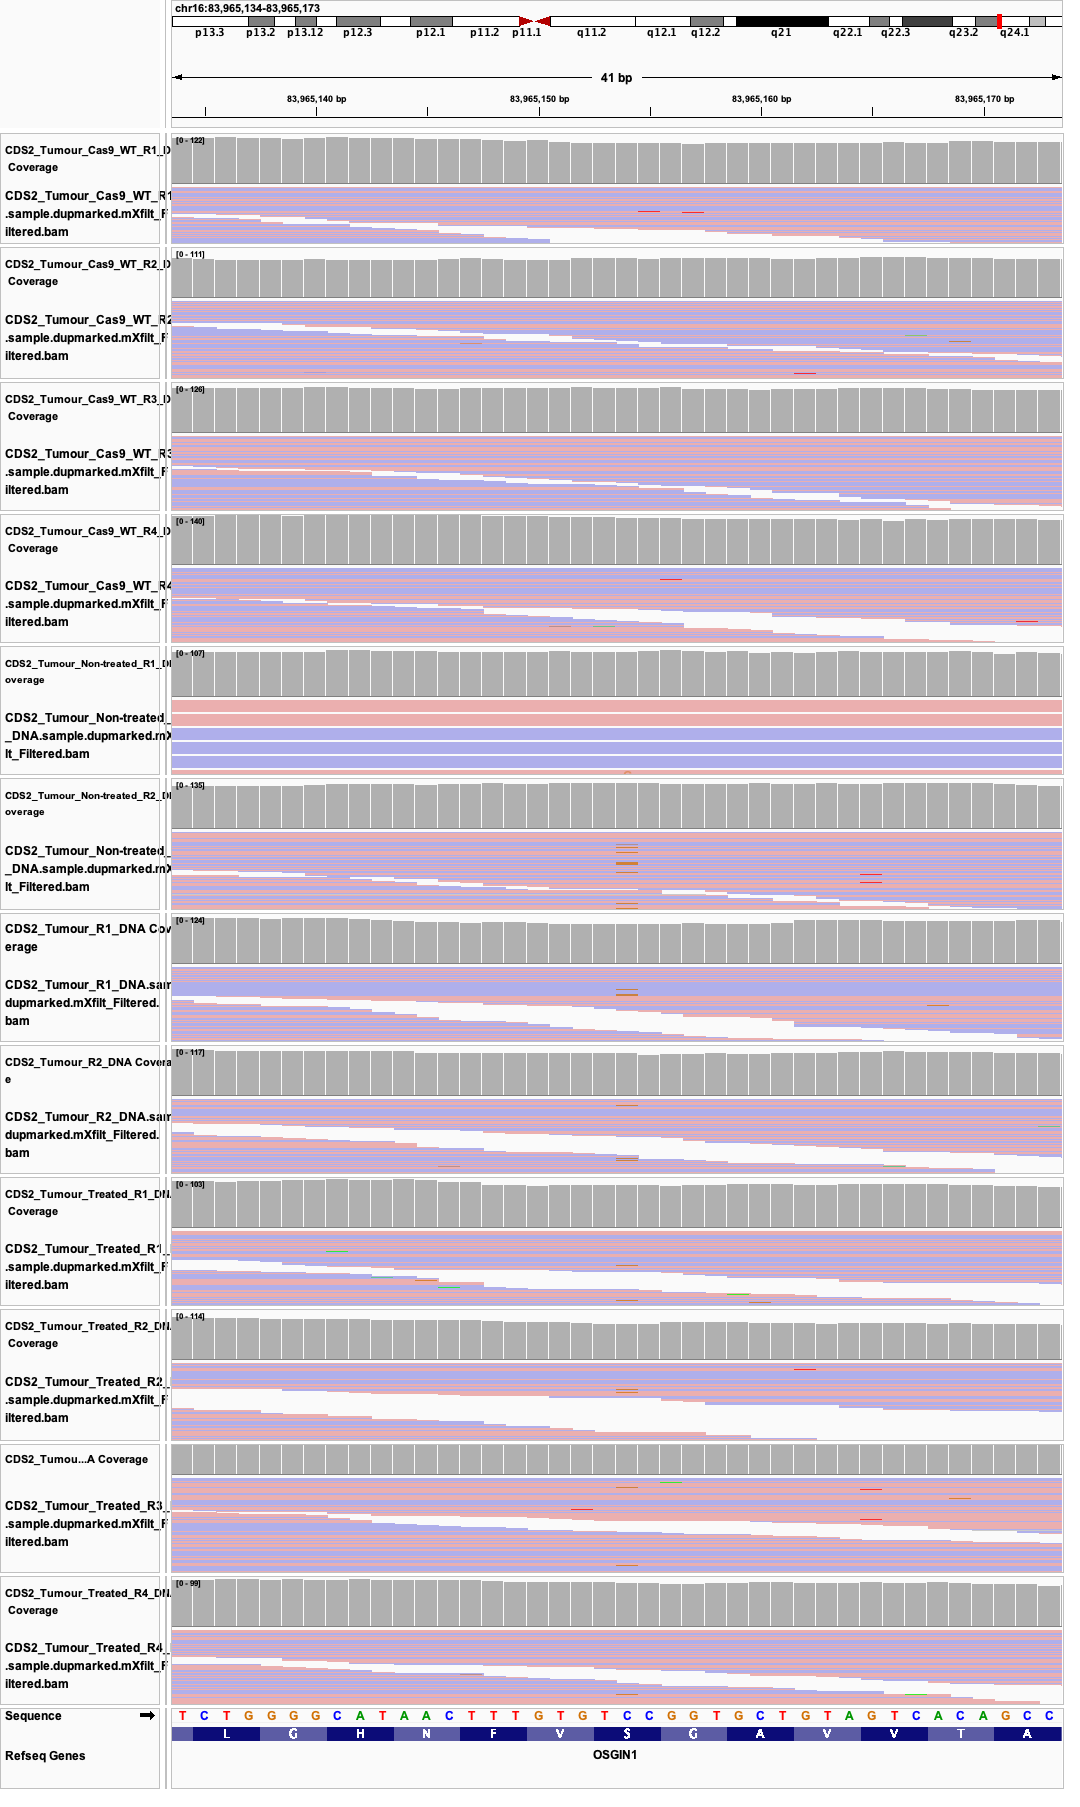 chr16:83,965,134-83,965,173
p13.3 p13.2 p13.12 p12.3 p12.1 p11.2 p11.1 q11.2 q12.1 q12.2 q21 q22.1 q22.3 q23.2 q24.1
41 bp
83,965,140 bp 83,965,150 bp 83,965,160 bp 83,965,170 bp
[0 - 122]
CDS2_Tumour_Cas9_WT_R1_
Coverage
CDS2_Tumour_Cas9_WT_R1
.sample.dupmarked.mXfilt_F
iltered.bam
[0 - 111]
CDS2_Tumour_Cas9_WT_R2_
Coverage
CDS2_Tumour_Cas9_WT_R2
.sample.dupmarked.mXfilt_F
iltered.bam
[0 - 126]
CDS2_Tumour_Cas9_WT_R3_
Coverage
CDS2_Tumour_Cas9_WT_R3
.sample.dupmarked.mXfilt_F
iltered.bam
[0 - 140]
CDS2_Tumour_Cas9_WT_R4_
Coverage
CDS2_Tumour_Cas9_WT_R4
.sample.dupmarked.mXfilt_F
iltered.bam
[0 - 107]
CDS2_Tumour_Non-treated_R1_D
overage
CDS2_Tumour_Non-treated_
_DNA.sample.dupmarked.mX
lt_Filtered.bam
[0 - 135]
CDS2_Tumour_Non-treated_R2_D
overage
CDS2_Tumour_Non-treated_
_DNA.sample.dupmarked.mX
lt_Filtered.bam
[0 - 124]
CDS2_Tumour_R1_DNA Cov
erage
CDS2_Tumour_R1_DNA.sam
dupmarked.mXfilt_Filtered.
bam
[0 - 117]
CDS2_Tumour_R2_DNA Covera
e
CDS2_Tumour_R2_DNA.sam
dupmarked.mXfilt_Filtered.
bam
[0 - 103]
CDS2_Tumour_Treated_R1_DN
Coverage
CDS2_Tumour_Treated_R1_
.sample.dupmarked.mXfilt_F
iltered.bam
[0 - 114]
CDS2_Tumour_Treated_R2_DN
Coverage
CDS2_Tumour_Treated_R2_
.sample.dupmarked.mXfilt_F
iltered.bam
CDS2_Tumou...A Coverage
CDS2_Tumour_Treated_R3_
.sample.dupmarked.mXfilt_F
iltered.bam
[0 - 99]
CDS2_Tumour_Treated_R4_DN
Coverage
CDS2_Tumour_Treated_R4_
.sample.dupmarked.mXfilt_F
iltered.bam
Sequence T C T G G G G C A T A A C T T T G T G T C C G G T G C T G T A G T C A C A G C C
L G H N F V S G A V V T A
Refseq Genes OSGIN1